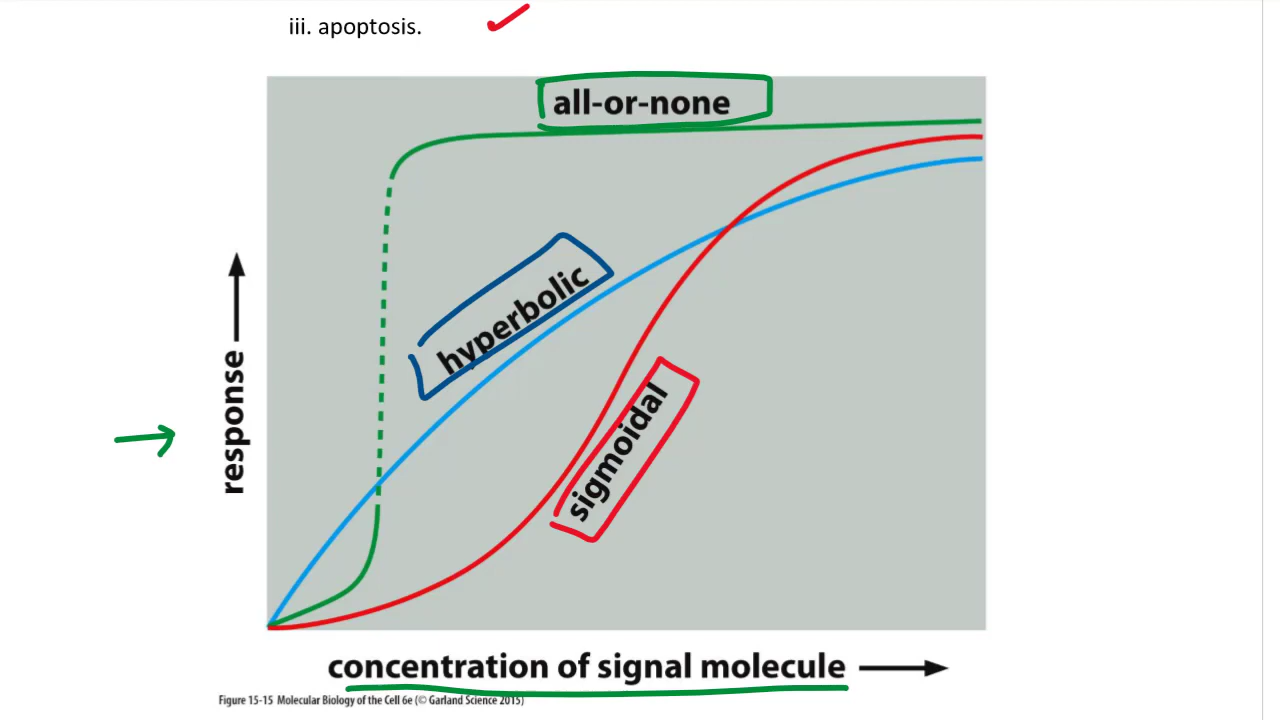 iii. apoptosis.
all-or-none
hyperbolic
sigmoidal
response
concentration of signal molecule
Figure 15-15 Molecular Biology of the Cell 6e (© Garland Science 2015)